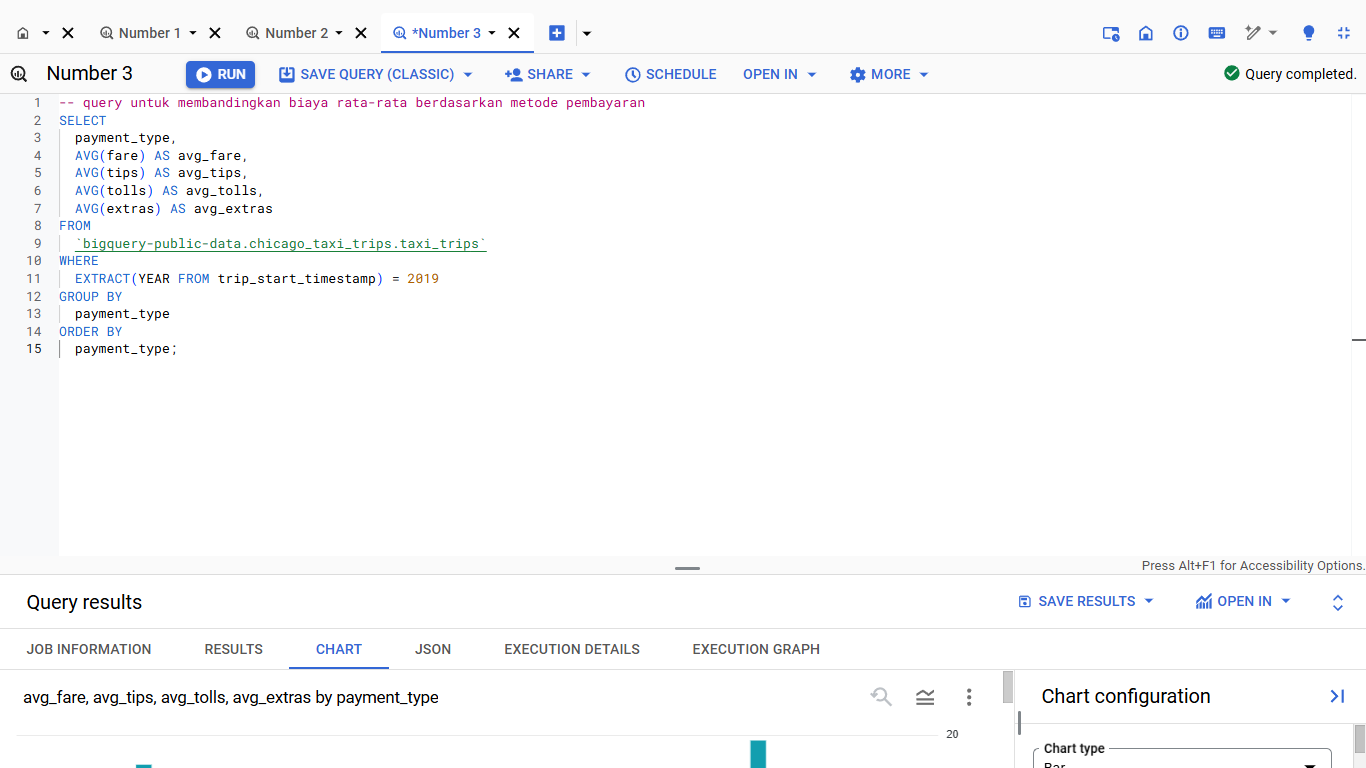 Number 1
Number 2
*Number 3
Number 3
RUN
SAVE QUERY (CLASSIC)
SHARE
SCHEDULE
OPEN IN
MORE
Query completed.
1 -- query untuk membandingkan biaya rata-rata berdasarkan metode pembayaran
2 SELECT
3 payment_type,
4 AVG(fare) AS avg_fare,
5 AVG(tips) AS avg_tips,
6 AVG(tolls) AS avg_tolls,
7 AVG(extras) AS avg_extras
8 FROM
9 `bigquery-public-data.chicago_taxi_trips.taxi_trips`
10 WHERE
11 EXTRACT(YEAR FROM trip_start_timestamp) = 2019
12 GROUP BY
13 payment_type
14 ORDER BY
15 payment_type;
Press Alt+F1 for Accessibility Options.
Query results
SAVE RESULTS
OPEN IN
JOB INFORMATION
RESULTS
CHART
JSON
EXECUTION DETAILS
EXECUTION GRAPH
avg_fare, avg_tips, avg_tolls, avg_extras by payment_type
Chart configuration
20
Chart type
Bar